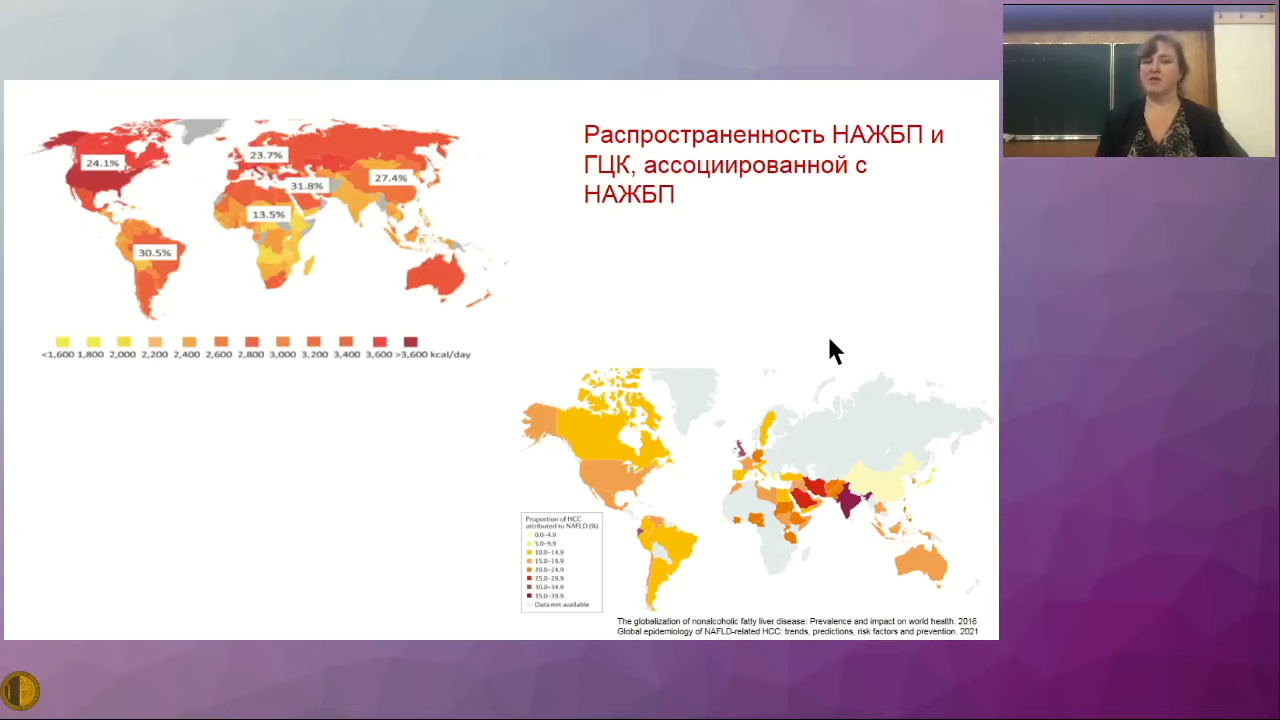 Распространенность НАЖБП и
ГЦК, ассоциированной с
НАЖБП
24.1%
23.7%
31.8%
27.4%
13.5%
30.5%
<1,600 1,800 2,000 2,200 2,400 2,600 2,800 3,000 3,200 3,400 3,600 >3,600 kcal/day
Proportion of HCC
attributed to NAFLD (%)
0.0–4.9
5.0–9.9
10.0–14.9
15.0–19.9
20.0–24.9
25.0–29.9
30.0–34.9
35.0–39.9
Data not available
The globalization of nonalcoholic fatty liver disease: Prevalence and impact on world health. 2016
Global epidemiology of NAFLD-related HCC: trends, predictions, risk factors and prevention. 2021